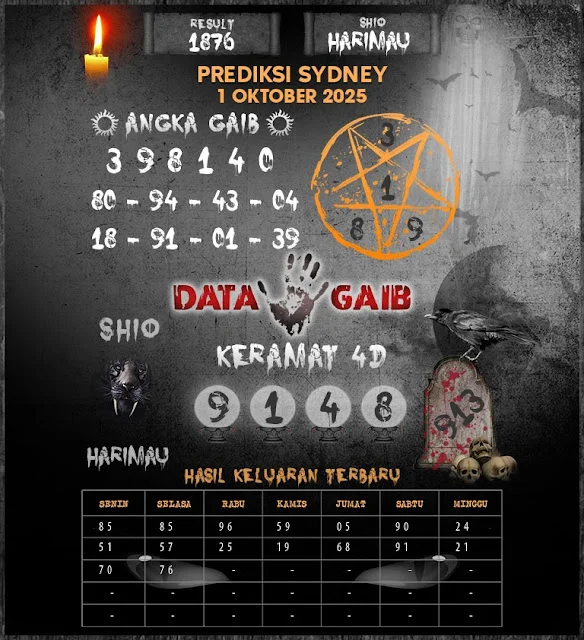 RESULT
1876
SHIO
HARIMAU
PREDIKSI SYDNEY
1 OKTOBER 2025
ANGKA GAIB
3 9 8 1 4 0
80 - 94 - 43 - 04
18 - 91 - 01 - 39
3
1
8 9
DATA GAIB
SHIO
KERAMAT 4D
9 1 4 8
913
HARIMAU
HASIL KELUARAN TERBARU
SENIN SELASA RABU KAMIS JUMAT SABTU MINGGU
85 85 96 59 05 90 24
51 57 25 19 68 91 21
70 76 - - - - -
- - - - - - -
- - - - - - -